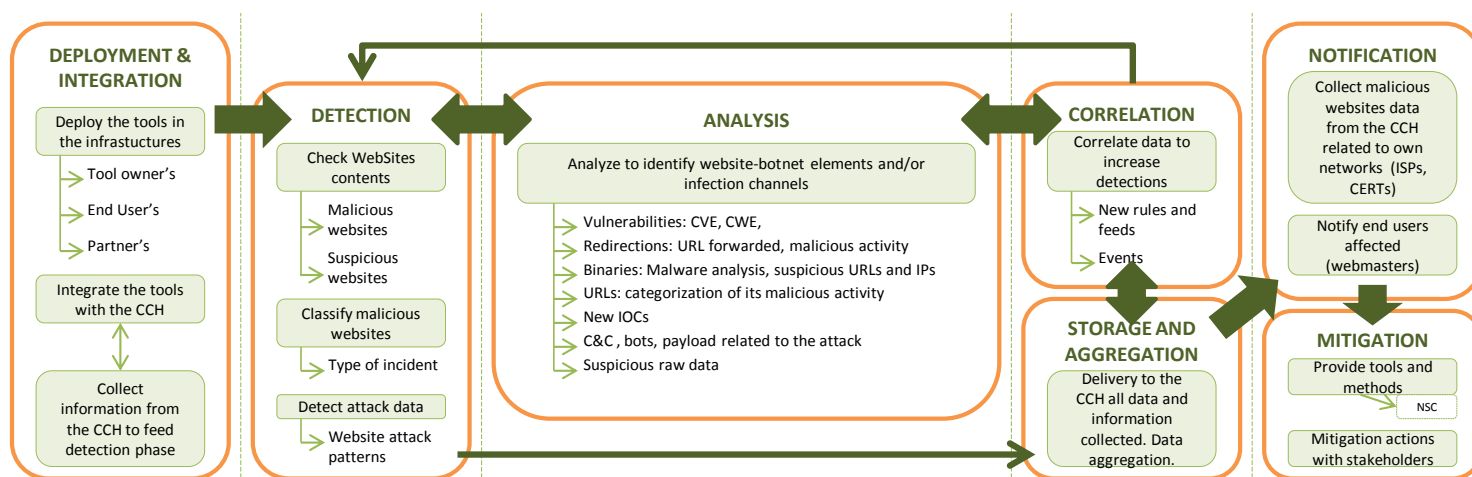 DEPLOYMENT &
INTEGRATION
Deploy the tools in
the infrastuctures
Tool owner's
End User's
Partner's
Integrate the tools
with the CCH
Collect
information from
the CCH to feed
detection phase
DETECTION
Check WebSites
contents
Malicious
websites
Suspicious
websites
Classify malicious
websites
Type of incident
Detect attack data
Website attack
patterns
ANALYSIS
Analyze to identify website-botnet elements and/or
infection channels
Vulnerabilities: CVE, CWE,
Redirections: URL forwarded, malicious activity
Binaries: Malware analysis, suspicious URLs and IPs
URLs: categorization of its malicious activity
New IOCs
C&C , bots, payload related to the attack
Suspicious raw data
CORRELATION
Correlate data to
increase
detections
New rules and
feeds
Events
STORAGE AND
AGGREGATION
Delivery to the
CCH all data and
information
collected. Data
aggregation.
NOTIFICATION
Collect malicious
websites data
from the CCH
related to own
networks (ISPs,
CERTs)
Notify end users
affected
(webmasters)
MITIGATION
Provide tools and
methods
NSC
Mitigation actions
with stakeholders